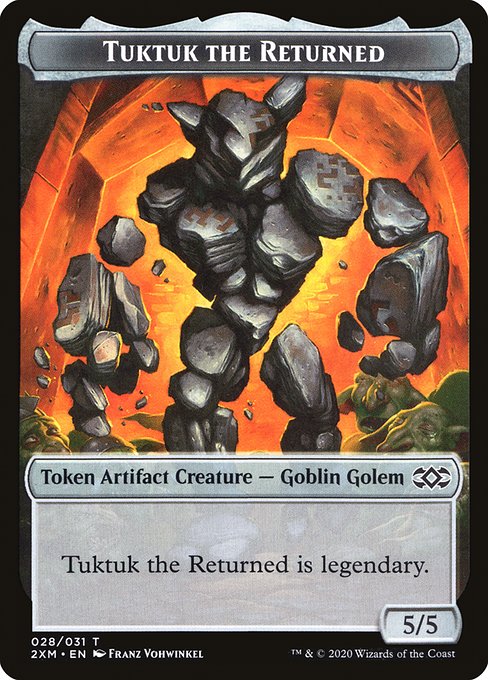 Tuktuk the Returned
Token Artifact Creature — Goblin Golem
Tuktuk the Returned is legendary.
5/5
028/031 T
2XM • EN Franz Vohwinkel
™ & © 2020 Wizards of the Coast